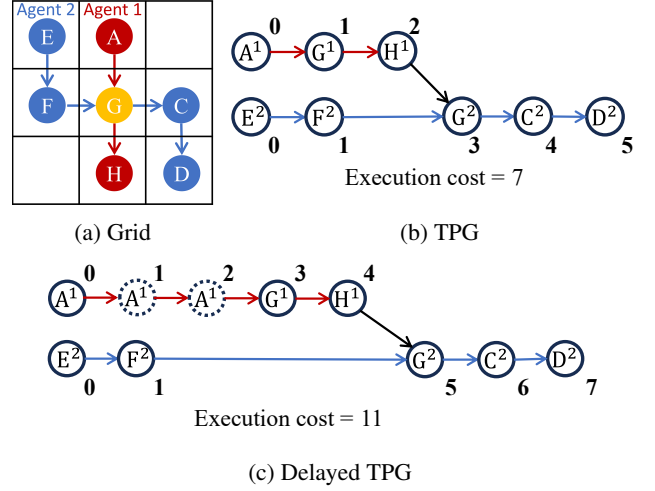 Agent 2 Agent 1
E A
F G C
H D
(a) Grid
0 1 2
A¹ G¹ H¹
E² F² G² C² D²
0 1 3 4 5
Execution cost = 7
(b) TPG
0 1 2 3 4
A¹ A¹ A¹ G¹ H¹
E² F² G² C² D²
0 1 5 6 7
Execution cost = 11
(c) Delayed TPG